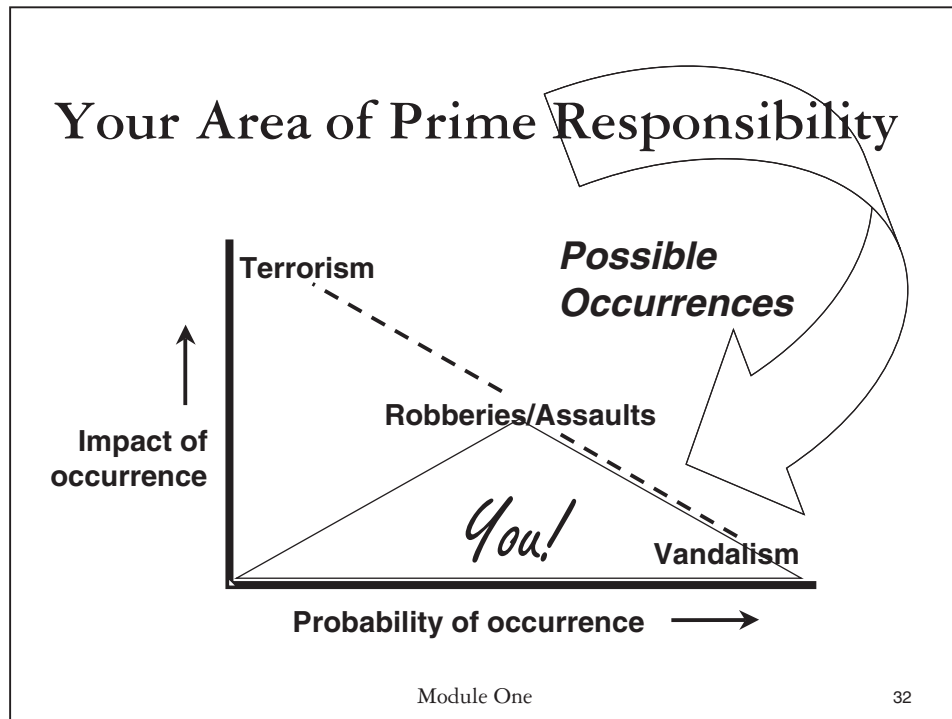 Your Area of Prime Responsibility
Possible
Occurrences
Terrorism
Robberies/Assaults
Impact of
occurrence
You!
Vandalism
Probability of occurrence
Module One
32